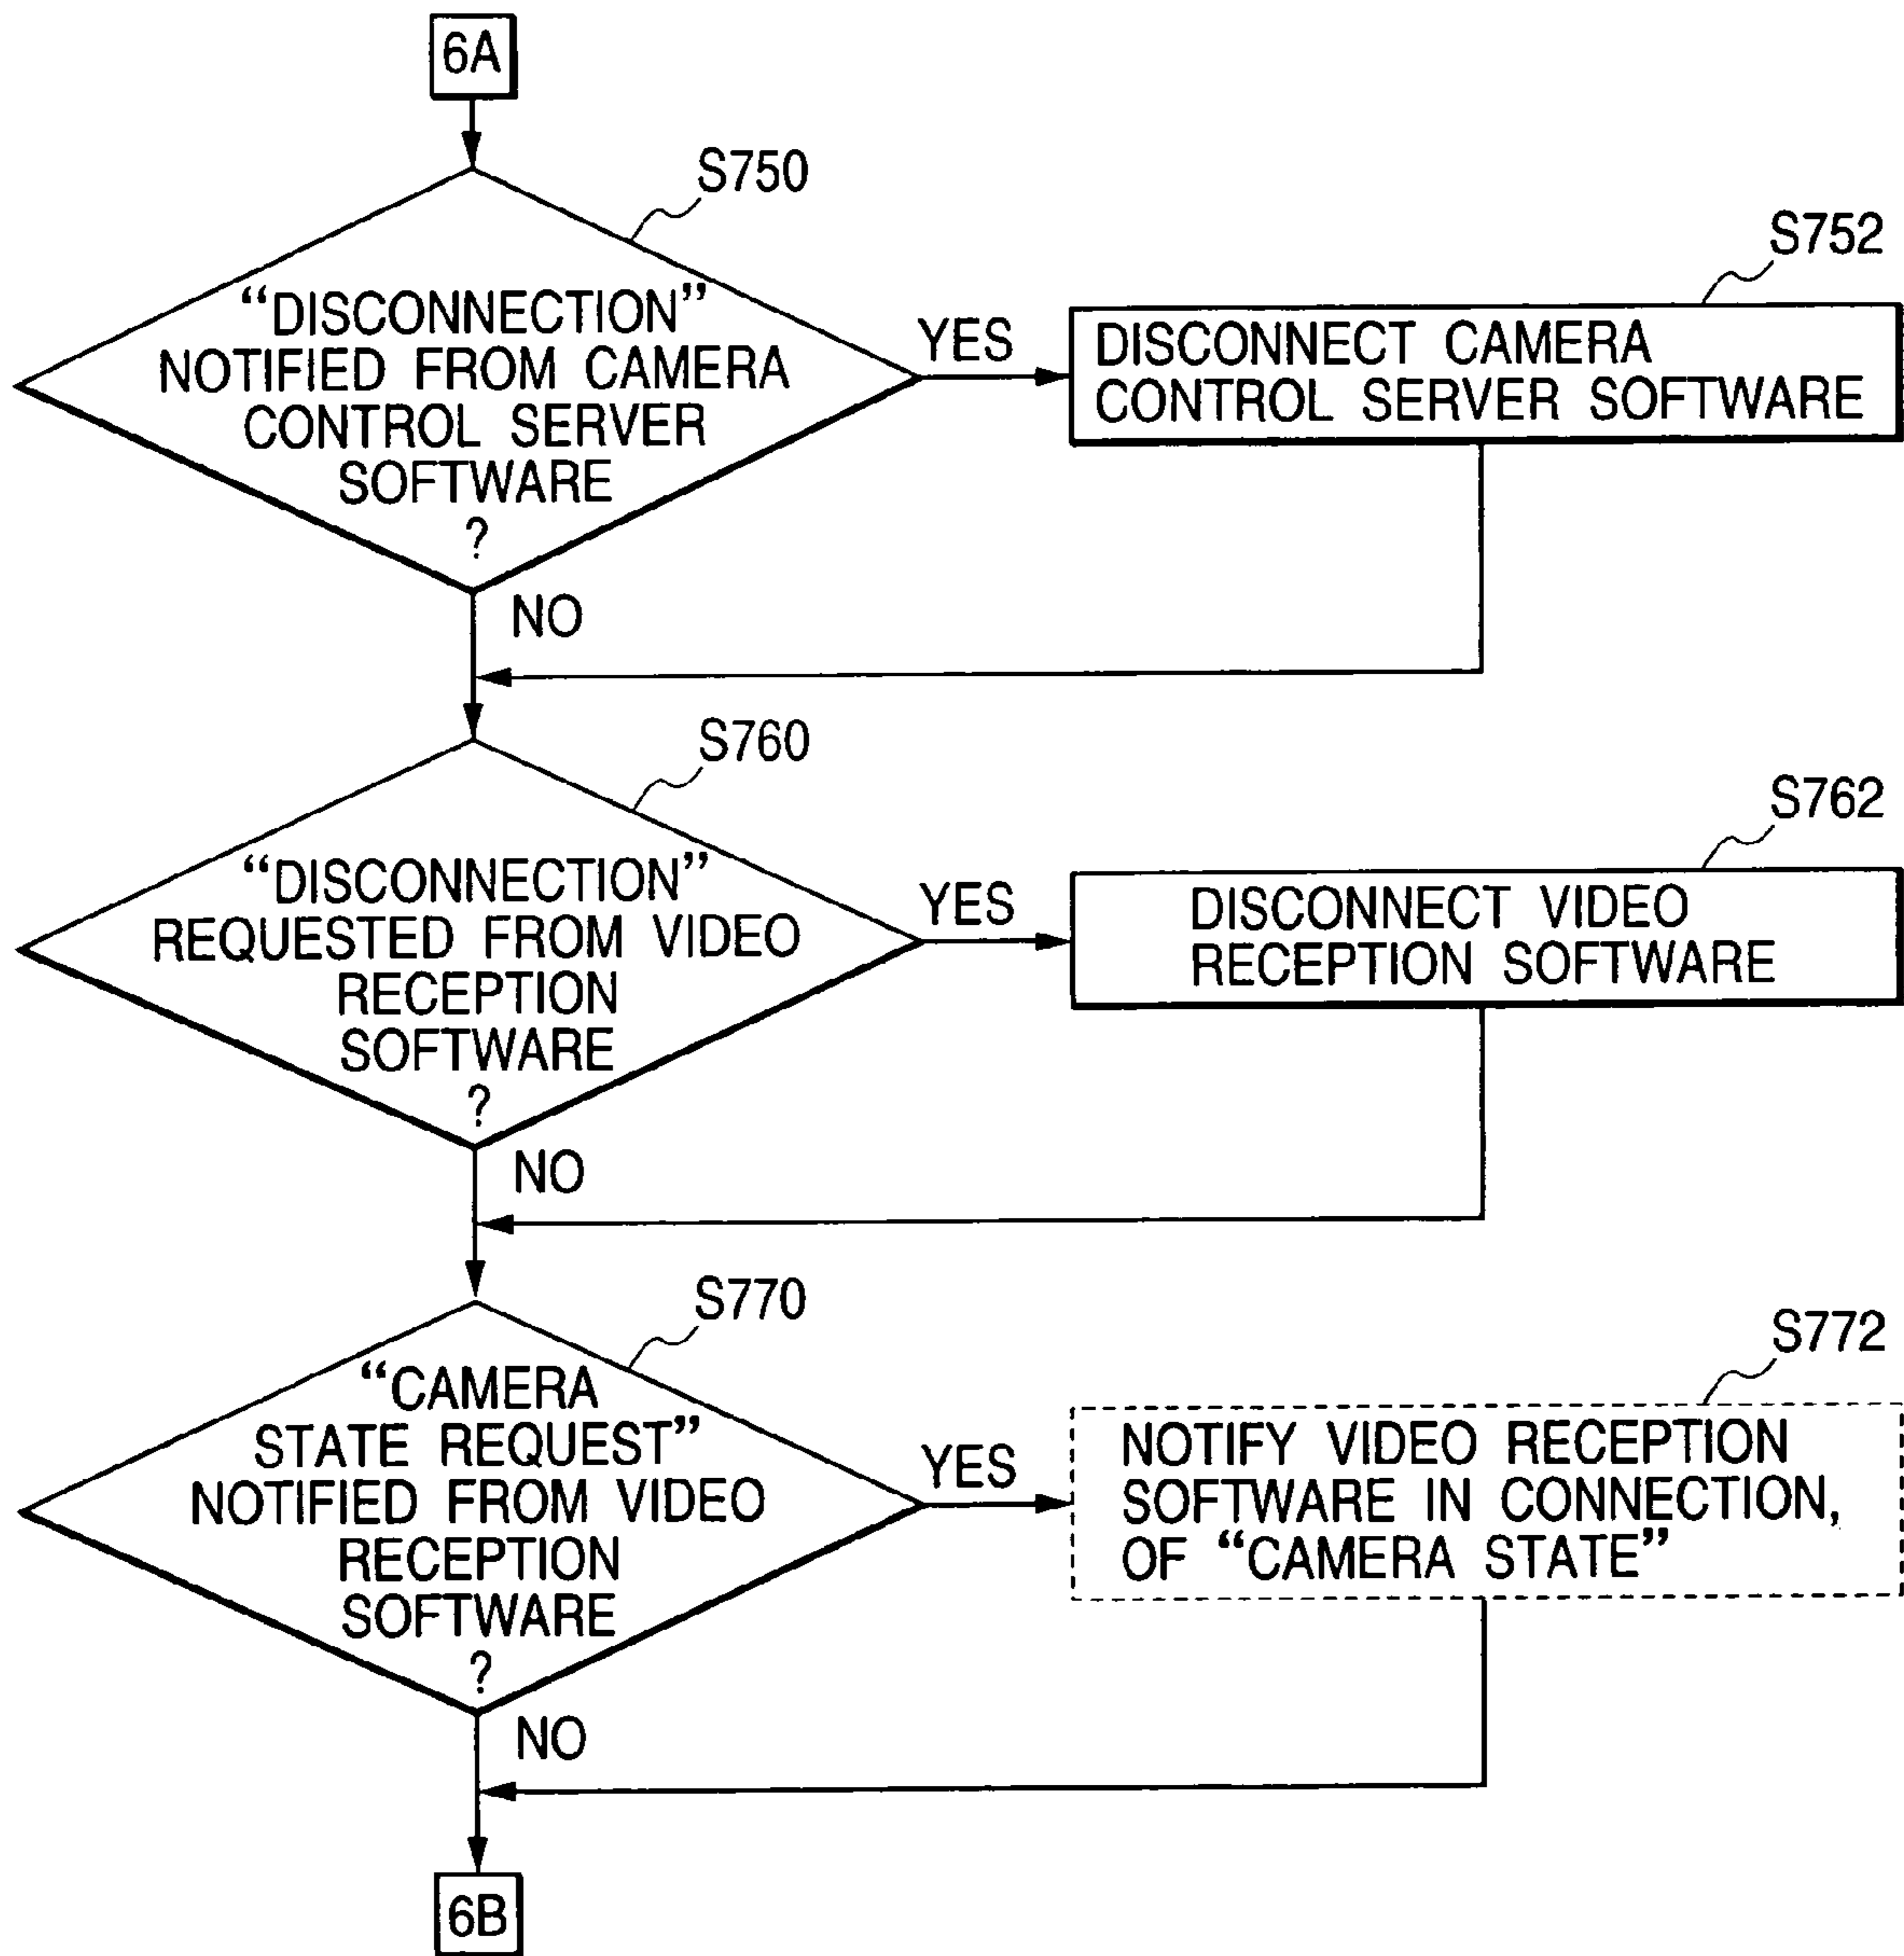 6A
S750
“DISCONNECTION”
NOTIFIED FROM CAMERA
CONTROL SERVER
SOFTWARE
?
YES
S752
DISCONNECT CAMERA
CONTROL SERVER SOFTWARE
NO
S760
“DISCONNECTION”
REQUESTED FROM VIDEO
RECEPTION
SOFTWARE
?
YES
S762
DISCONNECT VIDEO
RECEPTION SOFTWARE
NO
S770
“CAMERA
STATE REQUEST”
NOTIFIED FROM VIDEO
RECEPTION
SOFTWARE
?
YES
S772
NOTIFY VIDEO RECEPTION
SOFTWARE IN CONNECTION,
OF “CAMERA STATE”
NO
6B